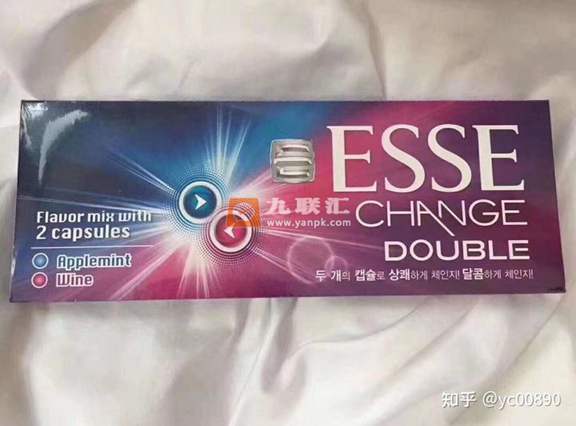 ESSE
CHANGE
DOUBLE
두 개의 캡슐로 상쾌하게 체인지! 달콤하게 체인지!
Flavor mix with
2 capsules
Applemint
Wine
九联汇
www.yanpk.com
知乎 @yc00890